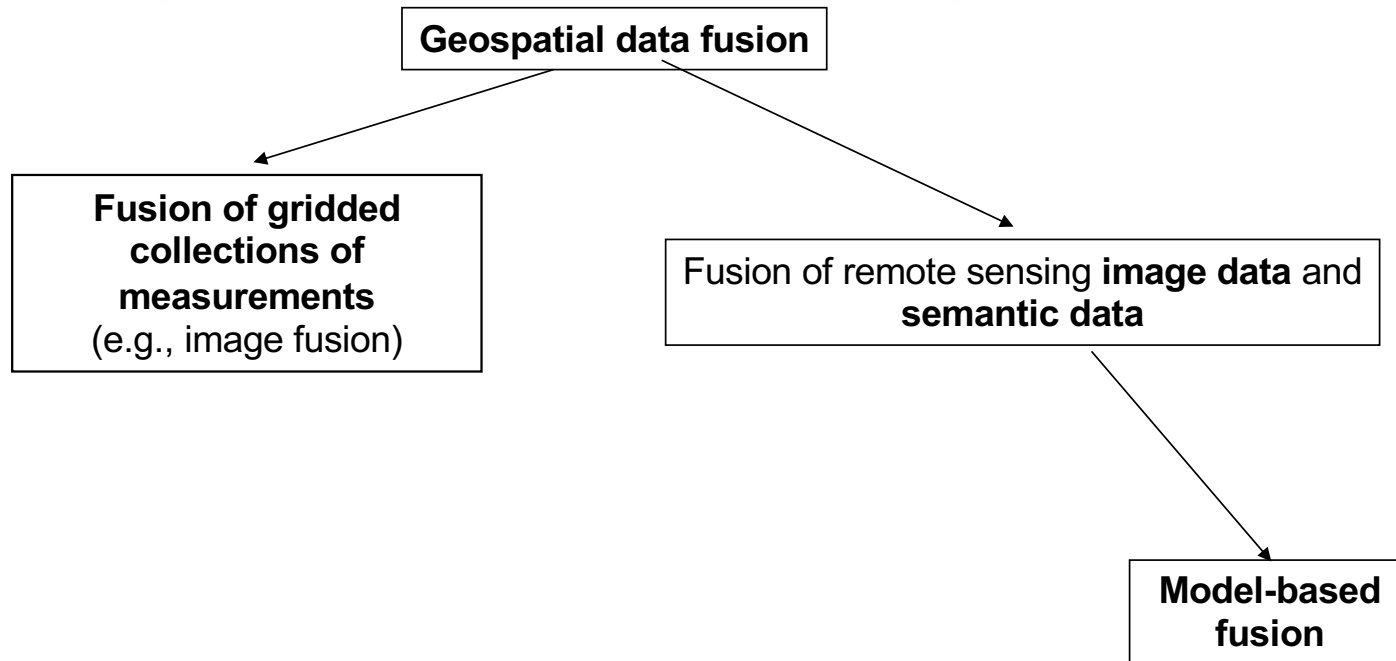 Geospatial data fusion
Fusion of gridded
collections of
measurements
(e.g., image fusion)
Fusion of remote sensing image data and
semantic data
Model-based
fusion